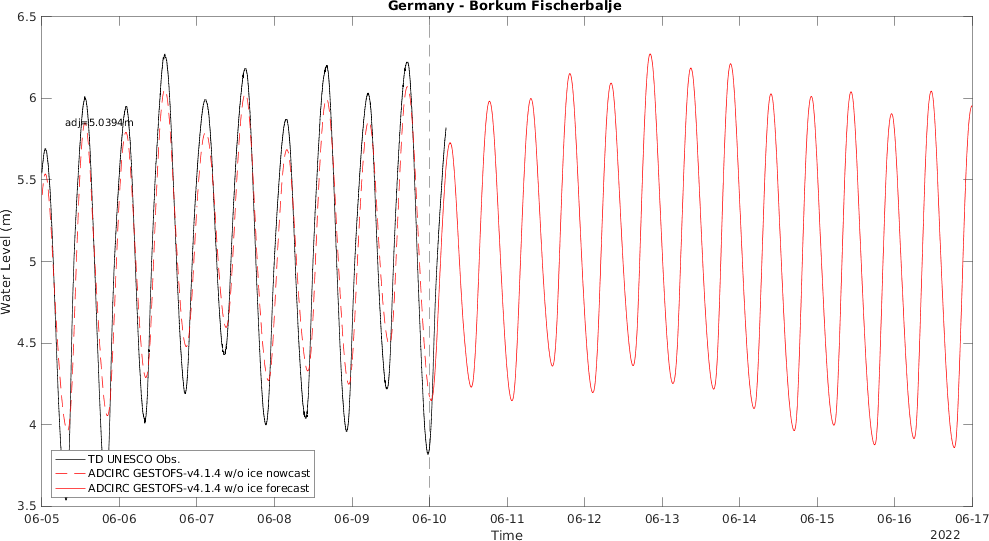 Germany - Borkum Fischerbalje
6.5
6
5.5
5
4.5
4
3.5
Water Level (m)
adj=5.0394m
TD UNESCO Obs.
ADCIRC GESTOFS-v4.1.4 w/o ice nowcast
ADCIRC GESTOFS-v4.1.4 w/o ice forecast
06-05 06-06 06-07 06-08 06-09 06-10 06-11 06-12 06-13 06-14 06-15 06-16 06-17
Time
2022